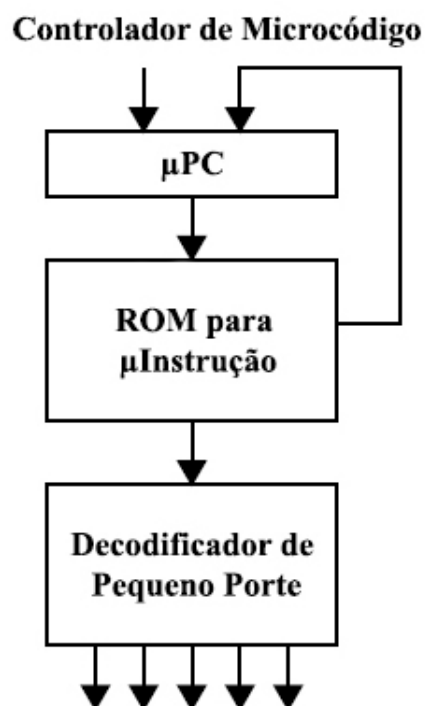 Controlador de Microcódigo
μPC
ROM para
μInstrução
Decodificador de
Pequeno Porte